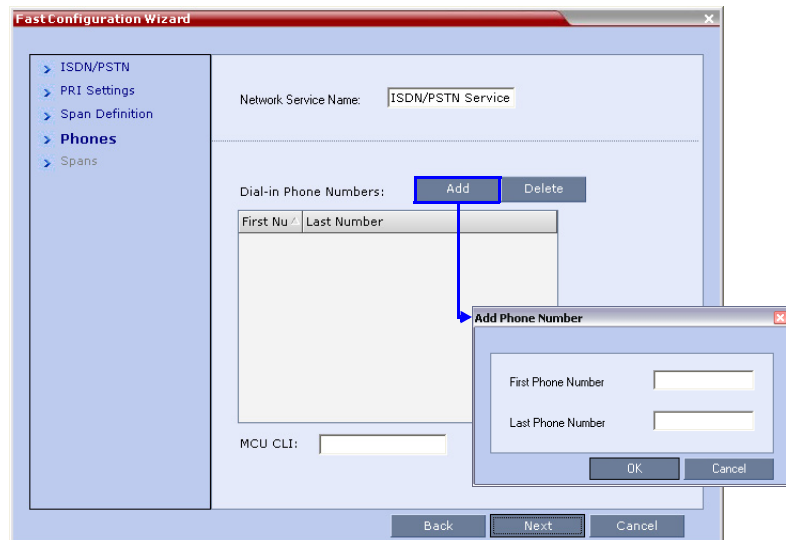 Fast Configuration Wizard
ISDN/PSTN
PRI Settings
Span Definition
Phones
Spans
Network Service Name: ISDN/PSTN Service
Dial-in Phone Numbers: Add Delete
First Nu Last Number
Add Phone Number
First Phone Number
Last Phone Number
OK Cancel
MCU CLI:
Back Next Cancel